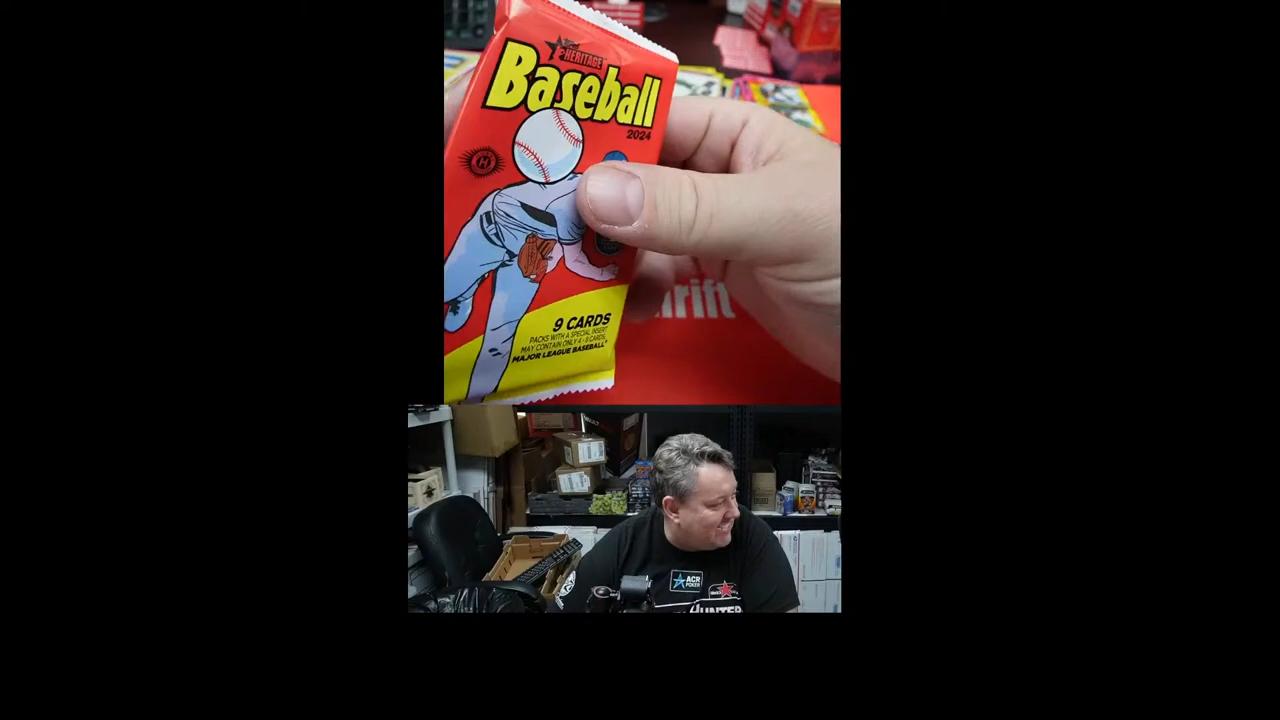 HERITAGE
Baseball
2024
9 CARDS
PACKS WITH A SPECIAL INSERT
MAY CONTAIN ONLY 4 - 8 CARDS.
MAJOR LEAGUE BASEBALL
rift
ACR
POKER
HUNTER